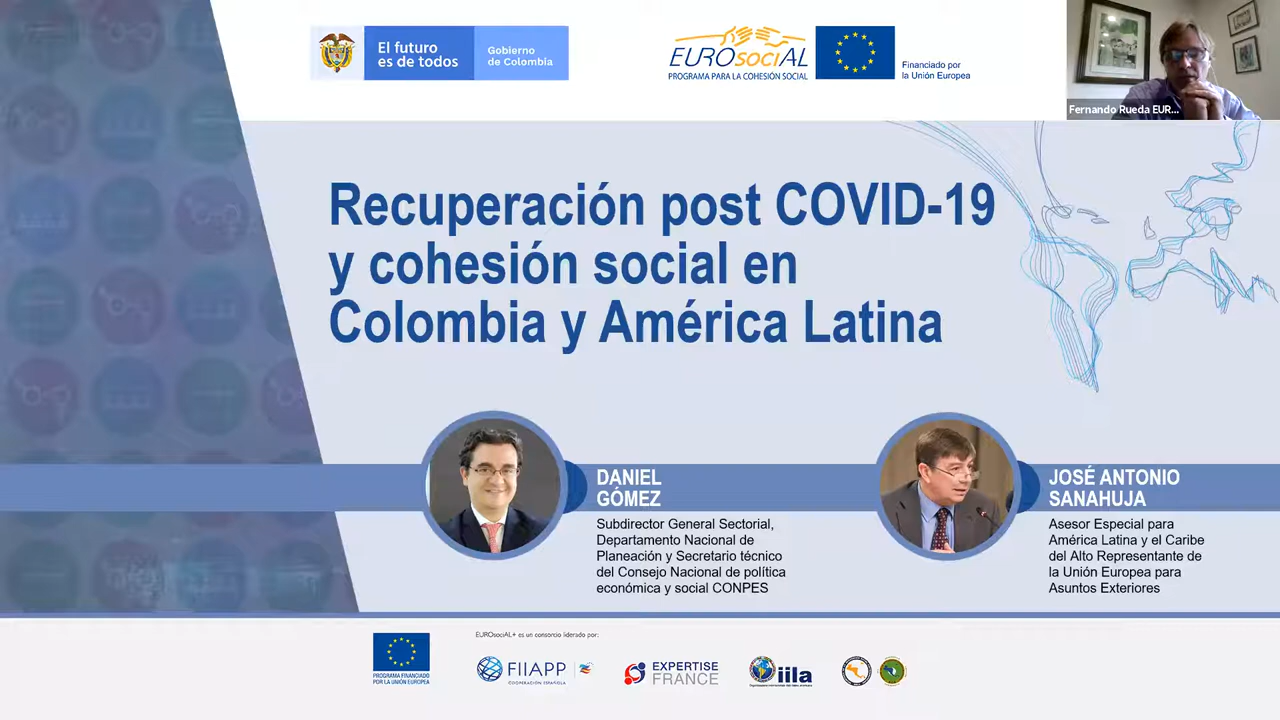 El futuro
es de todos
Gobierno
de Colombia
EUROsociAL
PROGRAMA PARA LA COHESIÓN SOCIAL
Financiado por
la Unión Europea
Fernando Rueda EUR...
Recuperación post COVID-19
y cohesión social en
Colombia y América Latina
DANIEL
GÓMEZ
Subdirector General Sectorial,
Departamento Nacional de
Planeación y Secretario técnico
del Consejo Nacional de política
económica y social CONPES
JOSÉ ANTONIO
SANAHUJA
Asesor Especial para
América Latina y el Caribe
del Alto Representante de
la Unión Europea para
Asuntos Exteriores
EUROsociAL+ es un consorcio liderado por:
PROGRAMA FINANCIADO
POR LA UNIÓN EUROPEA
FIIAPP
COOPERACIÓN ESPAÑOLA
EXPERTISE
FRANCE
iila